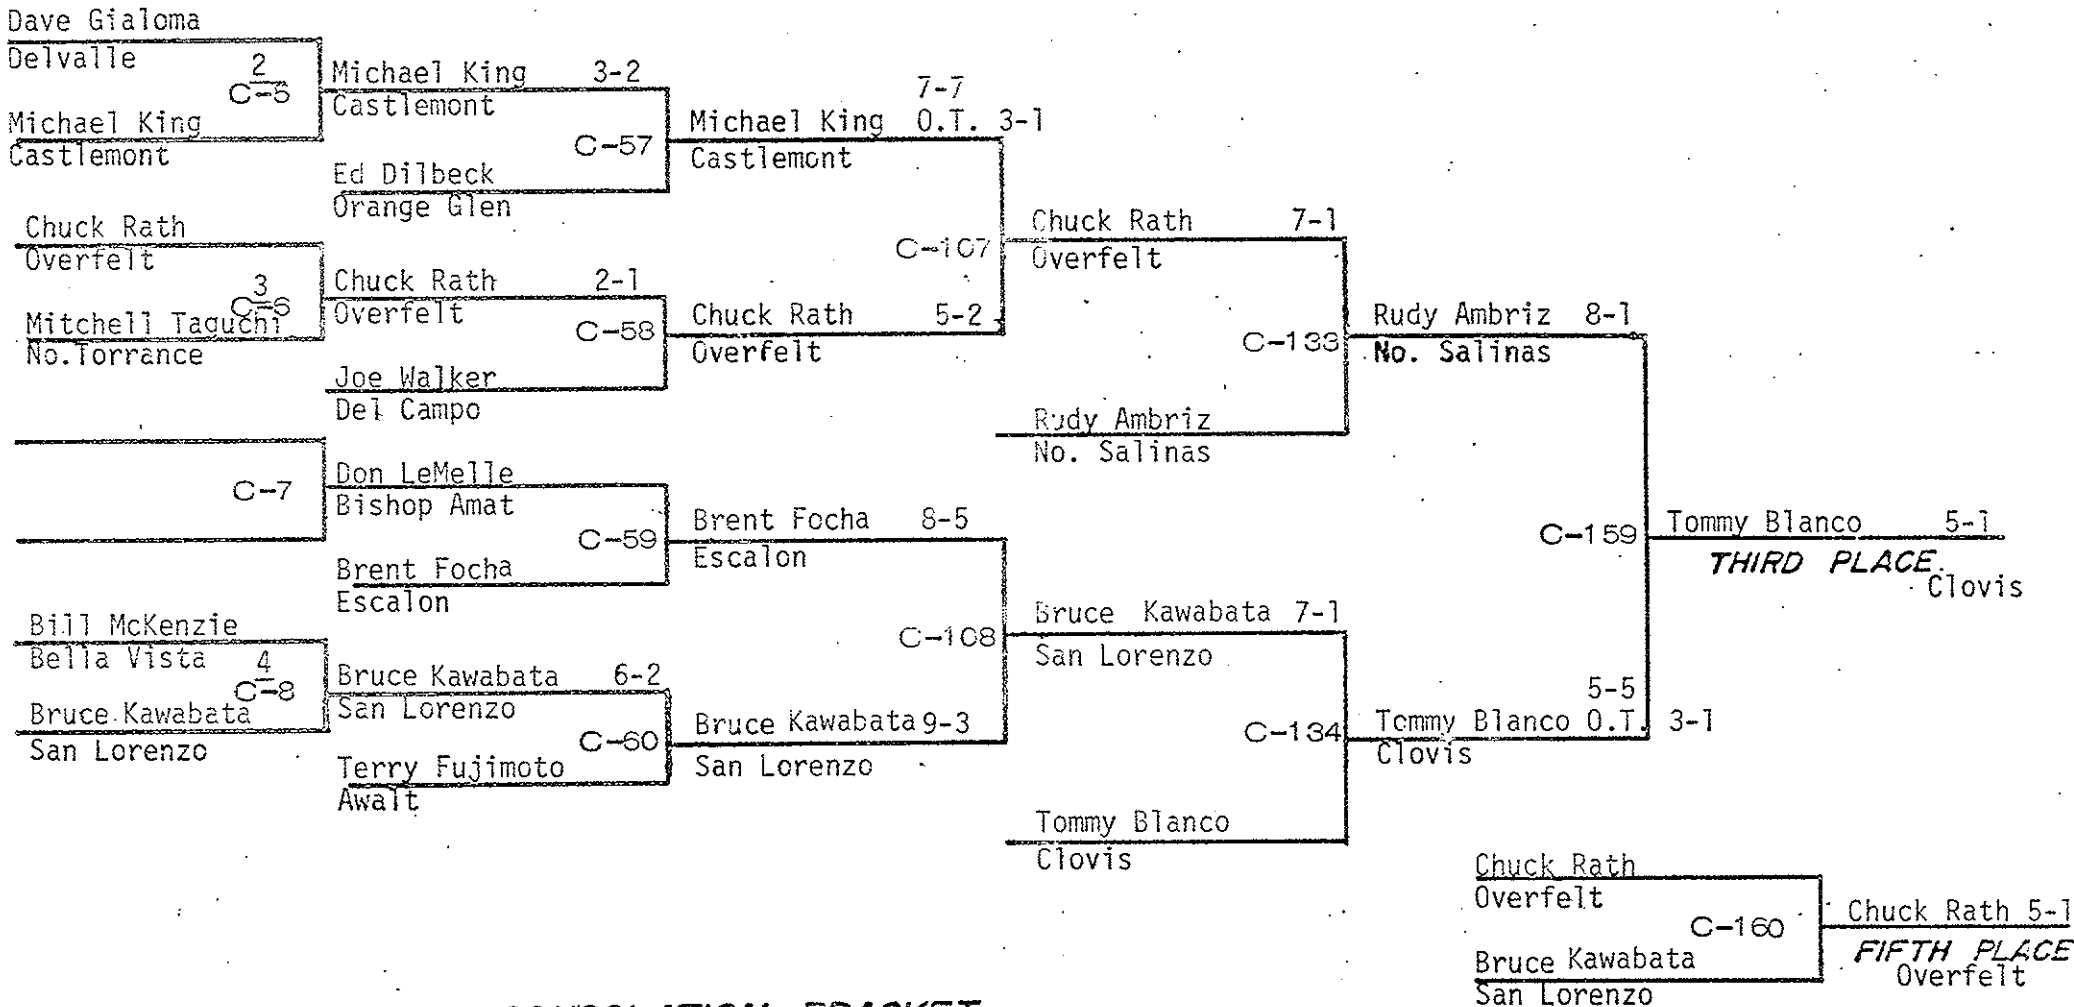 Dave Gialoma
Delvalle
2
C-5
Michael King
Castlemont
Michael King 3-2
Castlemont
C-57
Ed Dilbeck
Orange Glen
7-7
Michael King O.T. 3-1
Castlemont
Chuck Rath
Overfelt
3
C-6
Mitchell Taguchi
No.Torrance
Chuck Rath 2-1
Overfelt
C-58
Joe Walker
Del Campo
Chuck Rath 5-2
Overfelt
C-107
Chuck Rath 7-1
Overfelt
C-133
Rudy Ambriz
No. Salinas
Rudy Ambriz 8-1
No. Salinas
C-7
Don LeMelle
Bishop Amat
C-59
Brent Focha
Escalon
Brent Focha 8-5
Escalon
C-159
Tommy Blanco 5-1
THIRD PLACE
Clovis
Bill McKenzie
Bella Vista
4
C-8
Bruce Kawabata
San Lorenzo
Bruce Kawabata 6-2
San Lorenzo
C-60
Terry Fujimoto
Awalt
Bruce Kawabata 9-3
San Lorenzo
C-108
Bruce Kawabata 7-1
San Lorenzo
C-134
Tommy Blanco
Clovis
5-5
Tommy Blanco O.T. 3-1
Clovis
Chuck Rath
Overfelt
C-160
Bruce Kawabata
San Lorenzo
Chuck Rath 5-1
FIFTH PLACE
Overfelt
CONSOLATION BRACKET